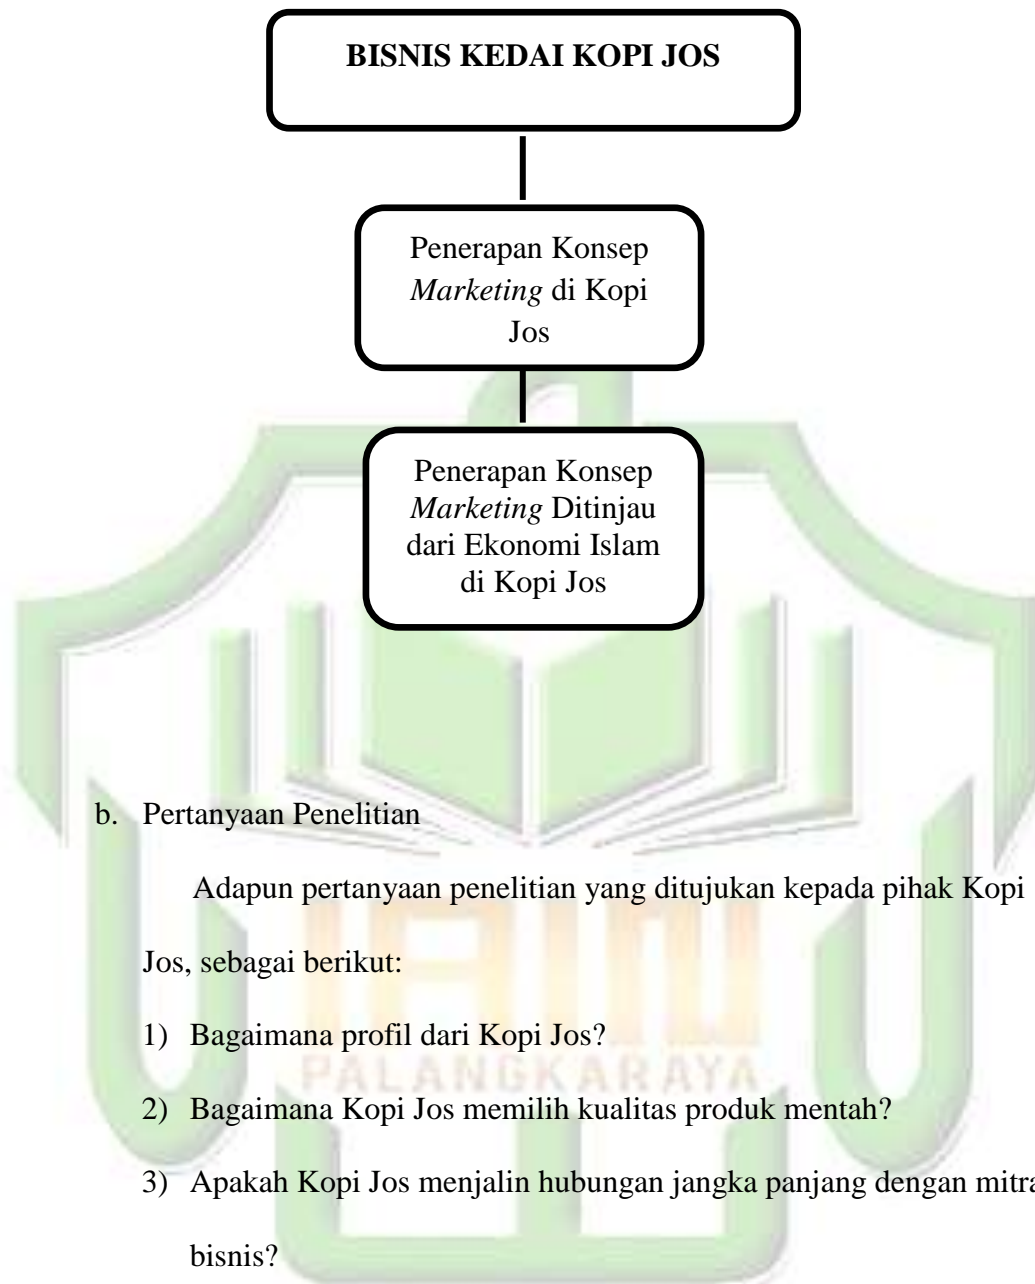 BISNIS KEDAI KOPI JOS
Penerapan Konsep
Marketing di Kopi
Jos
Penerapan Konsep
Marketing Ditinjau
dari Ekonomi Islam
di Kopi Jos
b. Pertanyaan Penelitian
Adapun pertanyaan penelitian yang ditujukan kepada pihak Kopi
Jos, sebagai berikut:
1) Bagaimana profil dari Kopi Jos?
IAIN
PALANGKARAYA
2) Bagaimana Kopi Jos memilih kualitas produk mentah?
3) Apakah Kopi Jos menjalin hubungan jangka panjang dengan mitra
bisnis?